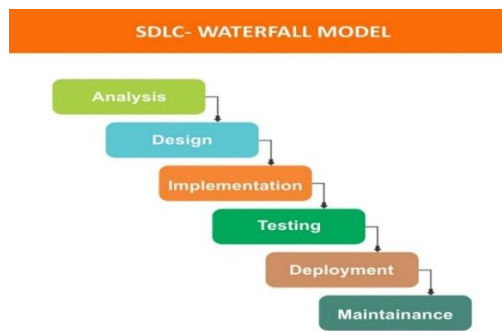 SDLC- WATERFALL MODEL
Analysis
Design
Implementation
Testing
Deployment
Maintainance